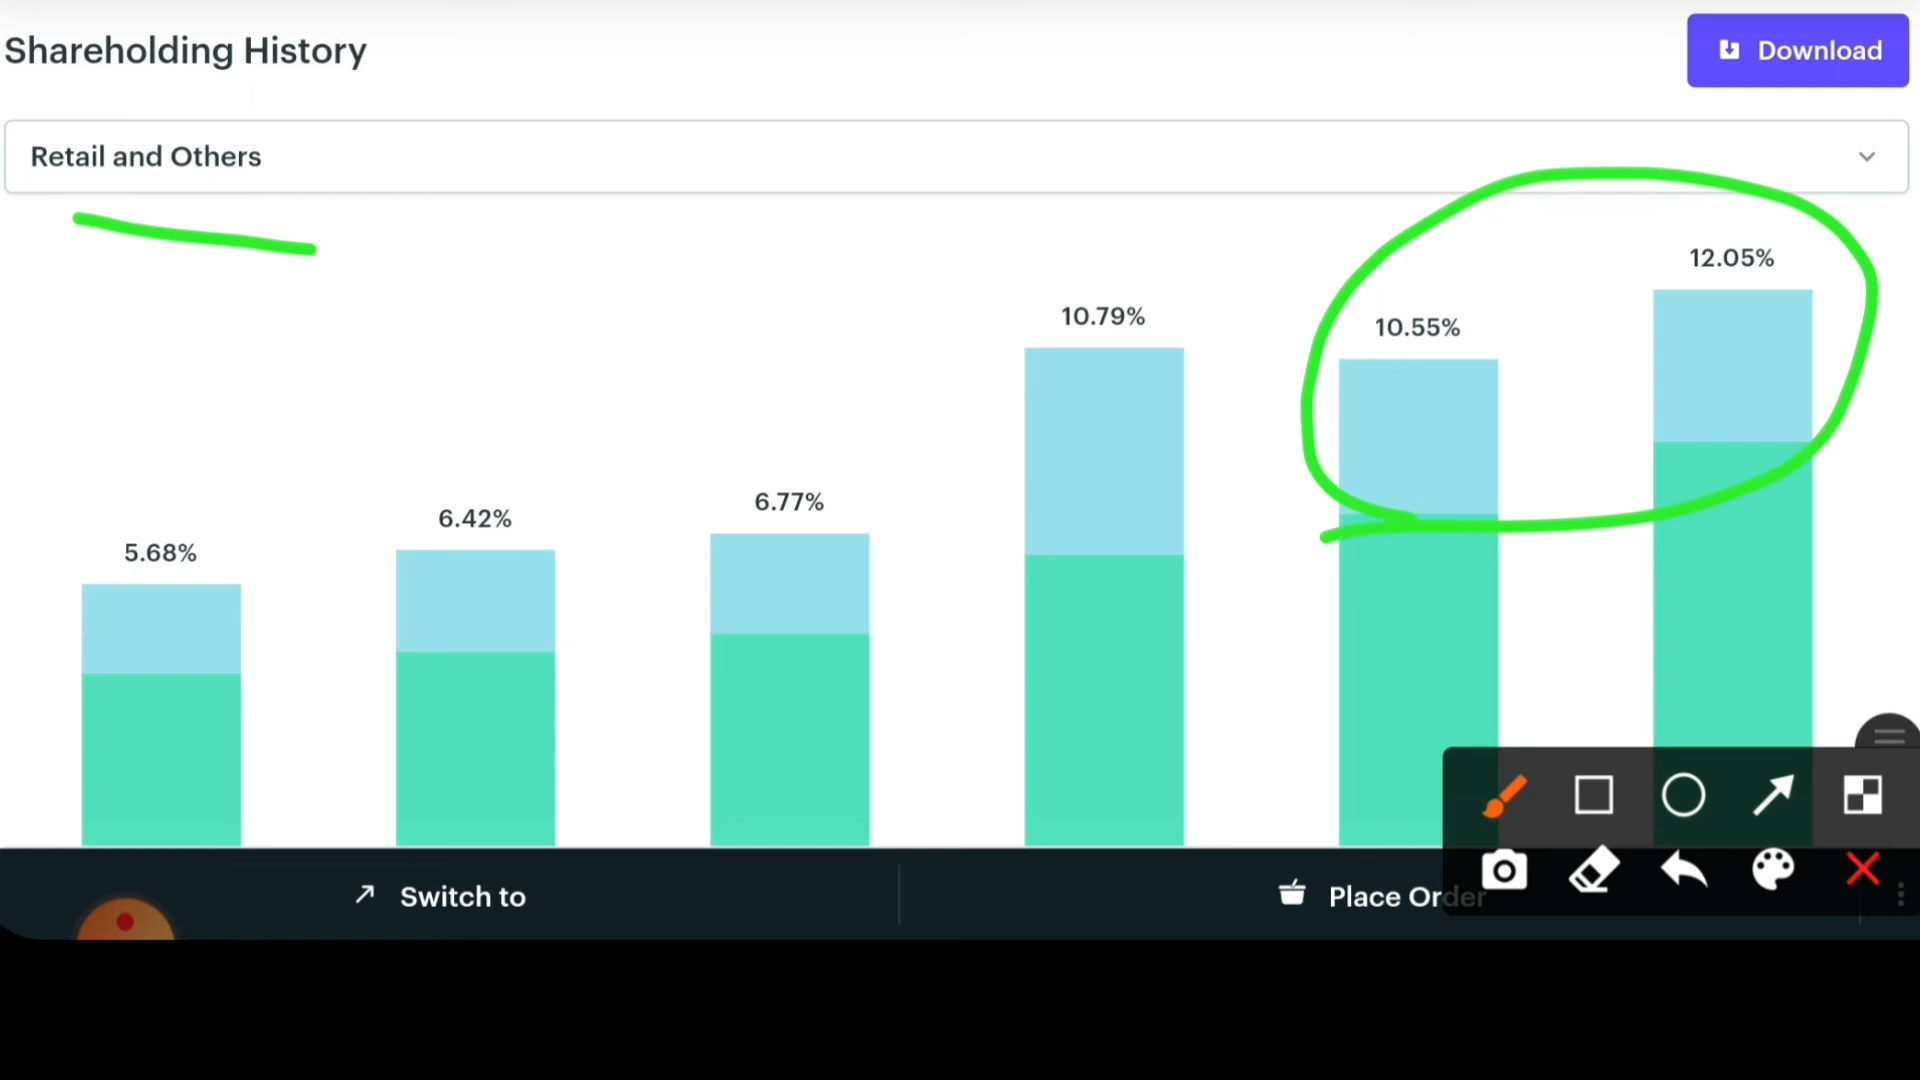 Shareholding History
Download
Retail and Others
12.05%
10.79%
10.55%
6.77%
6.42%
5.68%
Switch to
Place Order